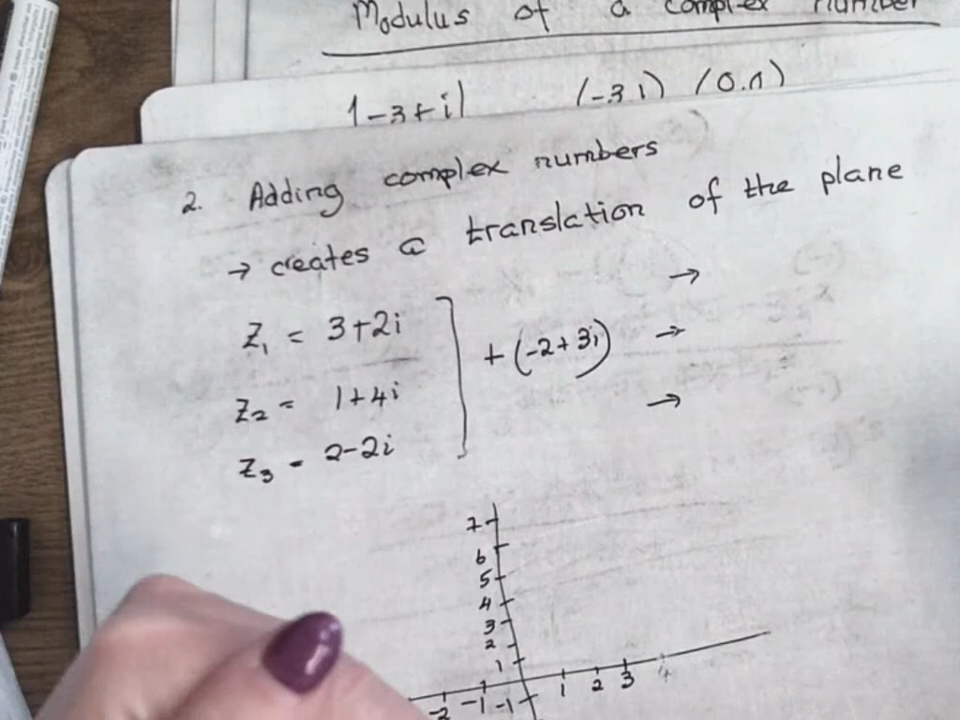 Modulus of a complex number
|-3+i| (-3 1) (0.0)
2. Adding complex numbers
→ creates a translation of the plane
→
Z₁ = 3+2i
+ (-2+3i) →
Z₂ = 1+4i
→
Z₃ = 2-2i
7
6
5
4
3
2
1
-2 -1 -1 1 2 3 4